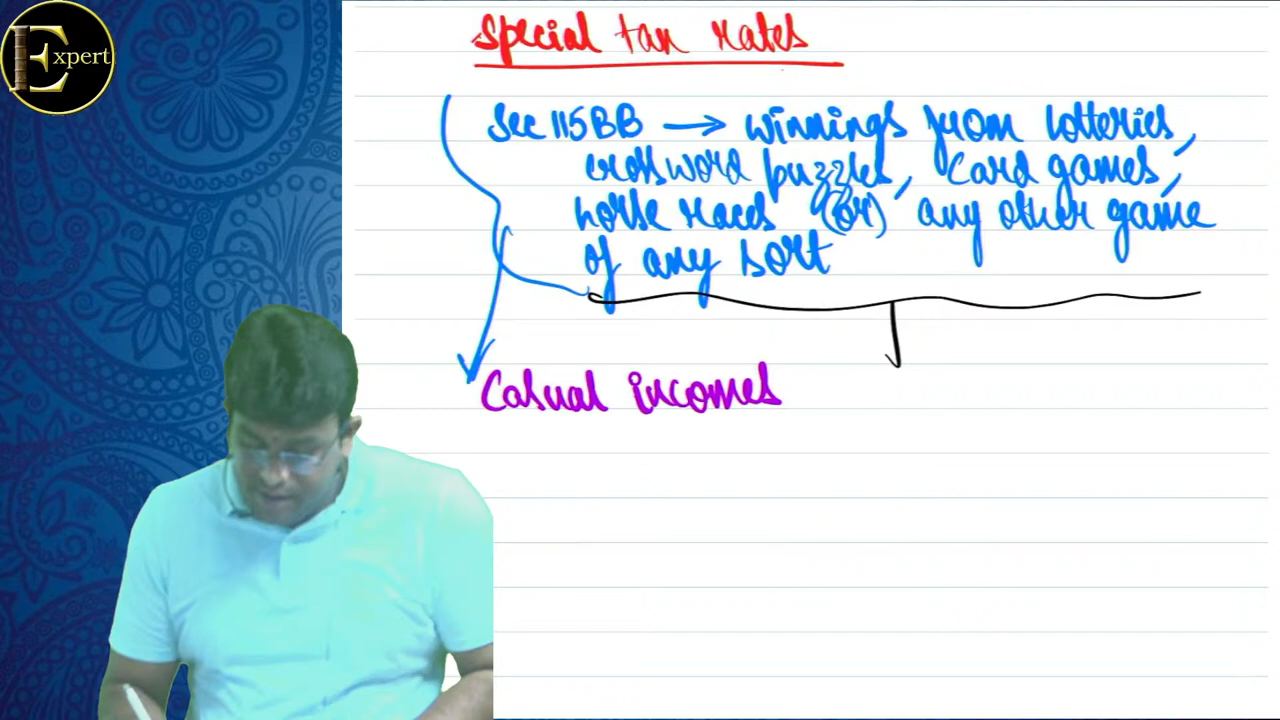 Expert
Special tax rates
Sec 115BB → winnings from lotteries,
crossword puzzles, card games,
horse races (or) any other game
of any sort
Casual incomes